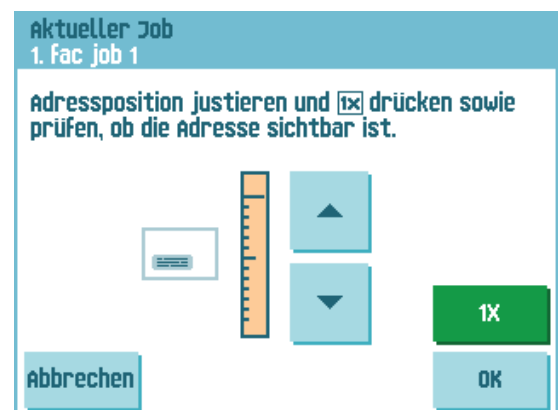 Aktueller Job
1. Fac job 1
Adressposition justieren und 1x drücken sowie
prüfen, ob die Adresse sichtbar ist.
1X
Abbrechen
OK